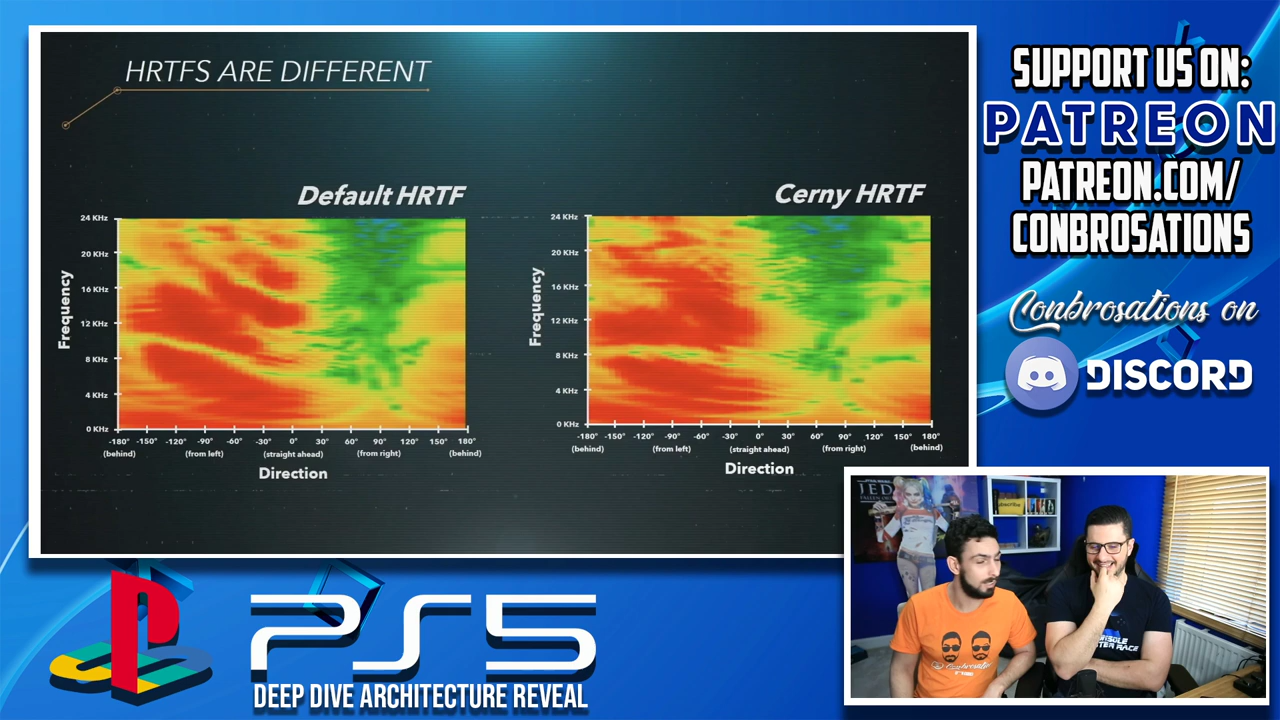 HRTFS ARE DIFFERENT
Default HRTF
24 KHz
20 KHz
16 KHz
12 KHz
8 KHz
4 KHz
0 KHz
Frequency
-180° -150° -120° -90° -60° -30° 0° 30° 60° 90° 120° 150° 180°
(behind) (from left) (straight ahead) (from right) (behind)
Direction
Cerny HRTF
24 KHz
20 KHz
16 KHz
12 KHz
8 KHz
4 KHz
0 KHz
Frequency
-180° -150° -120° -90° -60° -30° 0° 30° 60° 90° 120° 150° 180°
(behind) (from left) (straight ahead) (from right) (behind)
Direction
SUPPORT US ON:
PATREON
PATREON.COM/
CONBROSATIONS
Conbrosations on
DISCORD
JEDI
PS5
DEEP DIVE ARCHITECTURE REVEAL